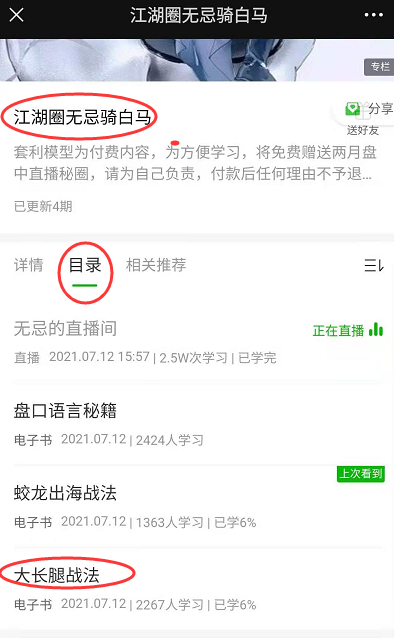 江湖圈无忌骑白马
专栏
江湖圈无忌骑白马
分享
送好友
套利模型为付费内容，为方便学习，将免费赠送两月盘
中直播秘圈，请为自己负责，付款后任何理由不予退...
已更新4期
详情 目录 相关推荐
无忌的直播间
正在直播
直播 2021.07.12 15:57 | 2.5W次学习 | 已学完
盘口语言秘籍
电子书 2021.07.12 | 2424人学习
上次看到
蛟龙出海战法
电子书 2021.07.12 | 1363人学习 | 已学6%
大长腿战法
电子书 2021.07.12 | 2267人学习 | 已学6%